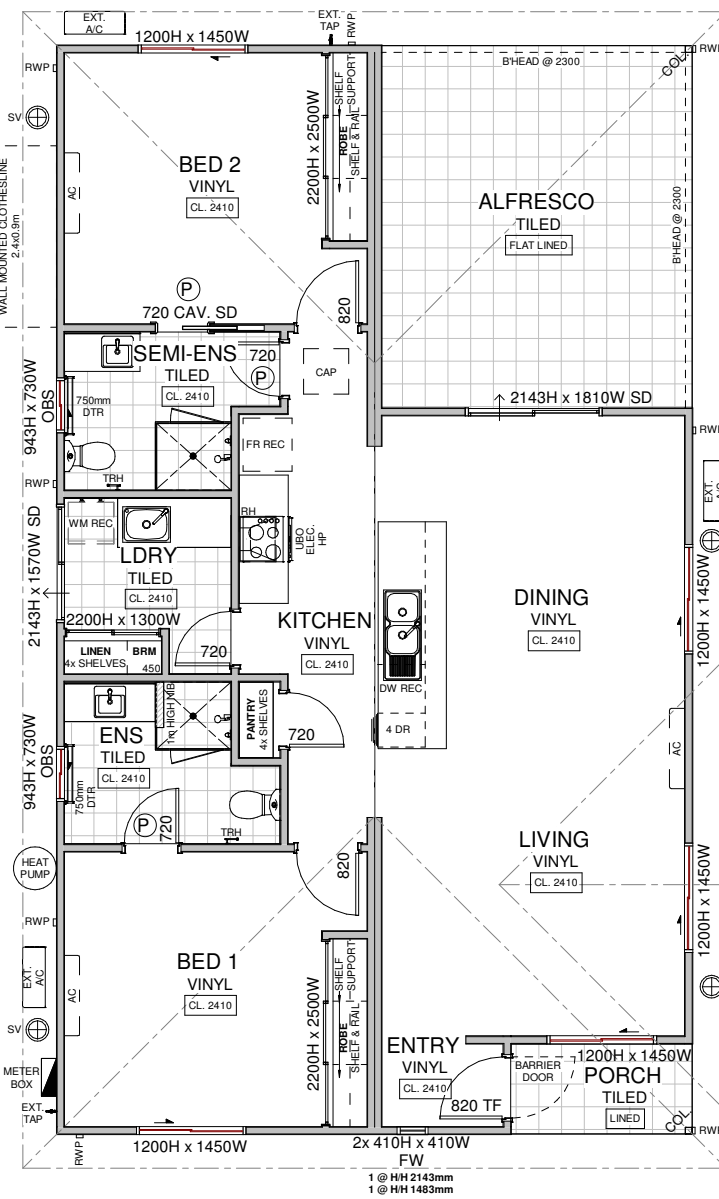 EXT.
A/C
1200H x 1450W
EXT.
TAP
RWP
RWP
RWP
B'HEAD @ 2300
COL.
SV
WALL MOUNTED CLOTHESLINE
2.4x0.9m
AC
BED 2
VINYL
CL. 2410
2200H x 2500W
SHELF
SUPPORT
ROBE
SHELF & RAIL
ALFRESCO
TILED
FLAT LINED
B'HEAD @ 2300
P
720 CAV. SD
820
SEMI-ENS
TILED
CL. 2410
720
P
CAP
943H x 730W
OBS
750mm
DTR
TRH
2143H x 1810W SD
FR REC
RWP
RWP
EXT.
A/C
WM REC
RH
UBO
ELEC.
HP
2143H x 1570W SD
LDRY
TILED
CL. 2410
2200H x 1300W
LINEN
4x SHELVES
BRM
450
720
KITCHEN
VINYL
CL. 2410
DINING
VINYL
CL. 2410
1200H x 1450W
DW REC
4 DR
PANTRY
4x SHELVES
720
1m HIGH NIB
ENS
TILED
CL. 2410
943H x 730W
OBS
750mm
DTR
P
720
TRH
AC
LIVING
VINYL
CL. 2410
1200H x 1450W
HEAT
PUMP
820
RWP
EXT.
A/C
AC
BED 1
VINYL
CL. 2410
2200H x 2500W
SHELF
SUPPORT
ROBE
SHELF & RAIL
SV
METER
BOX
EXT.
TAP
ENTRY
VINYL
CL. 2410
820 TF
1200H x 1450W
BARRIER
DOOR
PORCH
TILED
LINED
COL.
RWP
RWP
1200H x 1450W
2x 410H x 410W
FW
1 @ H/H 2143mm
1 @ H/H 1483mm